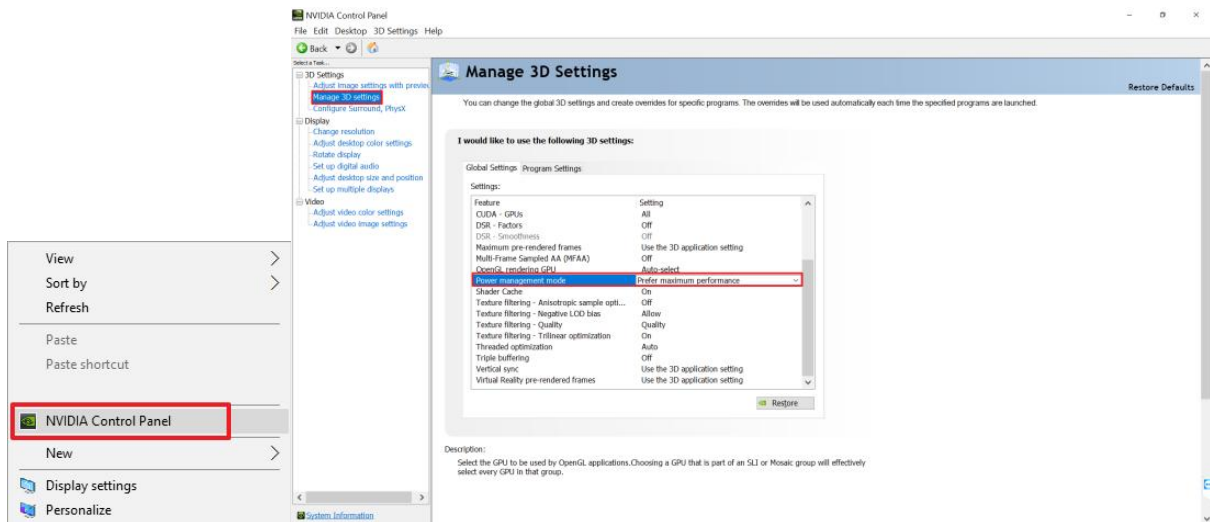 View
Sort by
Refresh
Paste
Paste shortcut
NVIDIA Control Panel
New
Display settings
Personalize
NVIDIA Control Panel
File Edit Desktop 3D Settings Help
Back
Select a Task...
3D Settings
Adjust image settings with preview
Manage 3D settings
Configure Surround, PhysX
Display
Change resolution
Adjust desktop color settings
Rotate display
Set up digital audio
Adjust desktop size and position
Set up multiple displays
Video
Adjust video color settings
Adjust video image settings
System Information
Manage 3D Settings
Restore Defaults
You can change the global 3D settings and create overrides for specific programs. The overrides will be used automatically each time the specified programs are launched.
I would like to use the following 3D settings:
Global Settings Program Settings
Settings:
Feature Setting
CUDA - GPUs All
DSR - Factors Off
DSR - Smoothness Off
Maximum pre-rendered frames Use the 3D application setting
Multi-Frame Sampled AA (MFAA) Off
OpenGL rendering GPU Auto-select
Power management mode Prefer maximum performance
Shader Cache On
Texture filtering - Anisotropic sample opti... Off
Texture filtering - Negative LOD bias Allow
Texture filtering - Quality Quality
Texture filtering - Trilinear optimization On
Threaded optimization Auto
Triple buffering Off
Vertical sync Use the 3D application setting
Virtual Reality pre-rendered frames Use the 3D application setting
Restore
Description:
Select the GPU to be used by OpenGL applications.Choosing a GPU that is part of an SLI or Mosaic group will effectively
select every GPU in that group.